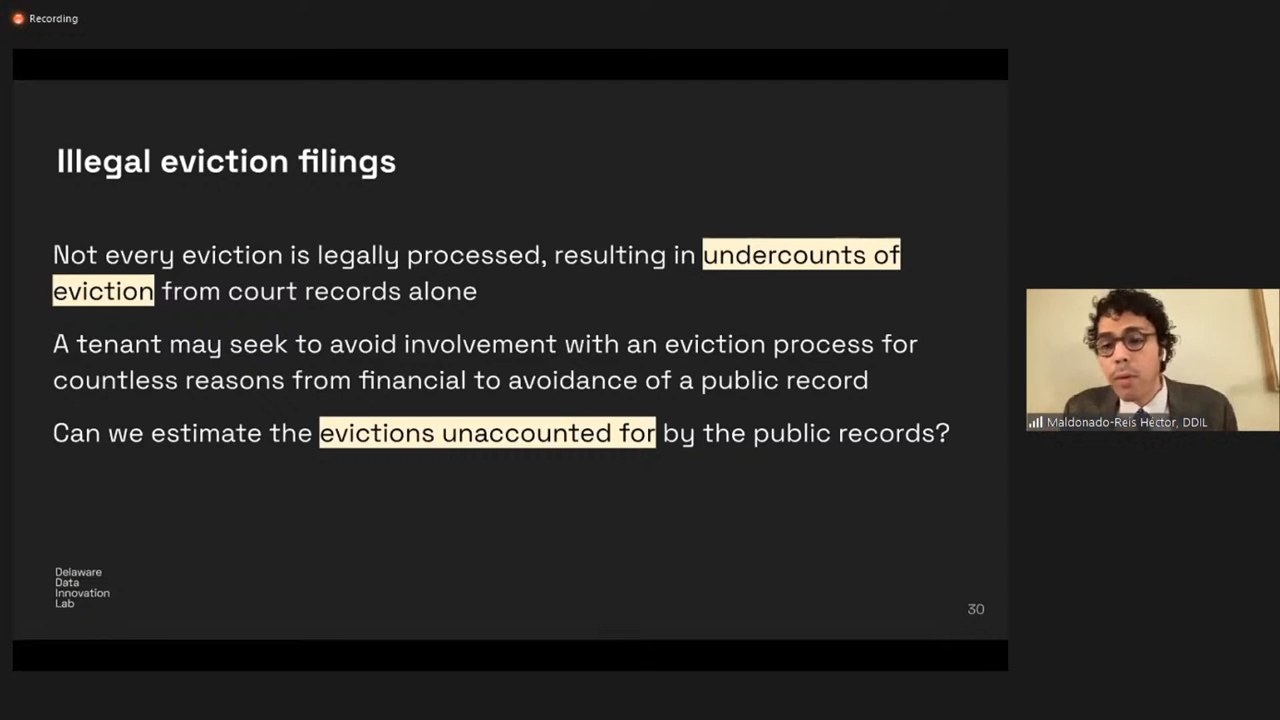 Recording
Illegal eviction filings
Not every eviction is legally processed, resulting in undercounts of
eviction from court records alone
A tenant may seek to avoid involvement with an eviction process for
countless reasons from financial to avoidance of a public record
Can we estimate the evictions unaccounted for by the public records?
Delaware
Data
Innovation
Lab
30
Maldonado-Reis Héctor, DDIL